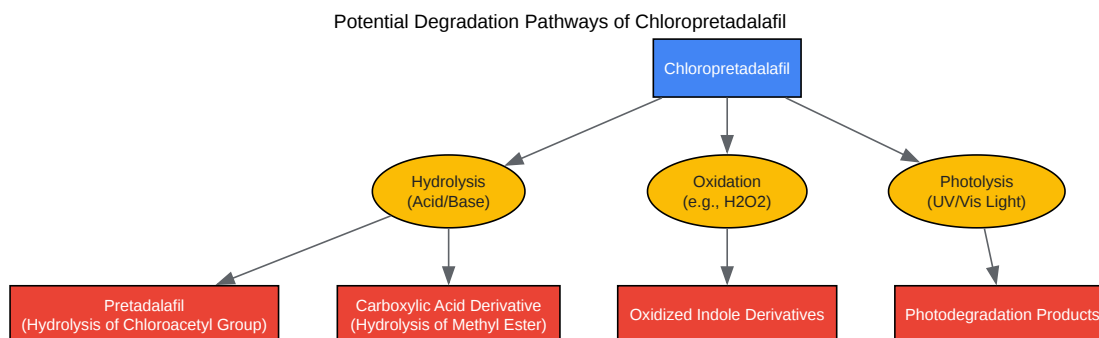 Potential Degradation Pathways of Chloropretadalafil
Chloropretadalafil
Hydrolysis
(Acid/Base)
Oxidation
(e.g., H2O2)
Photolysis
(UV/Vis Light)
Pretadalafil
(Hydrolysis of Chloroacetyl Group)
Carboxylic Acid Derivative
(Hydrolysis of Methyl Ester)
Oxidized Indole Derivatives
Photodegradation Products